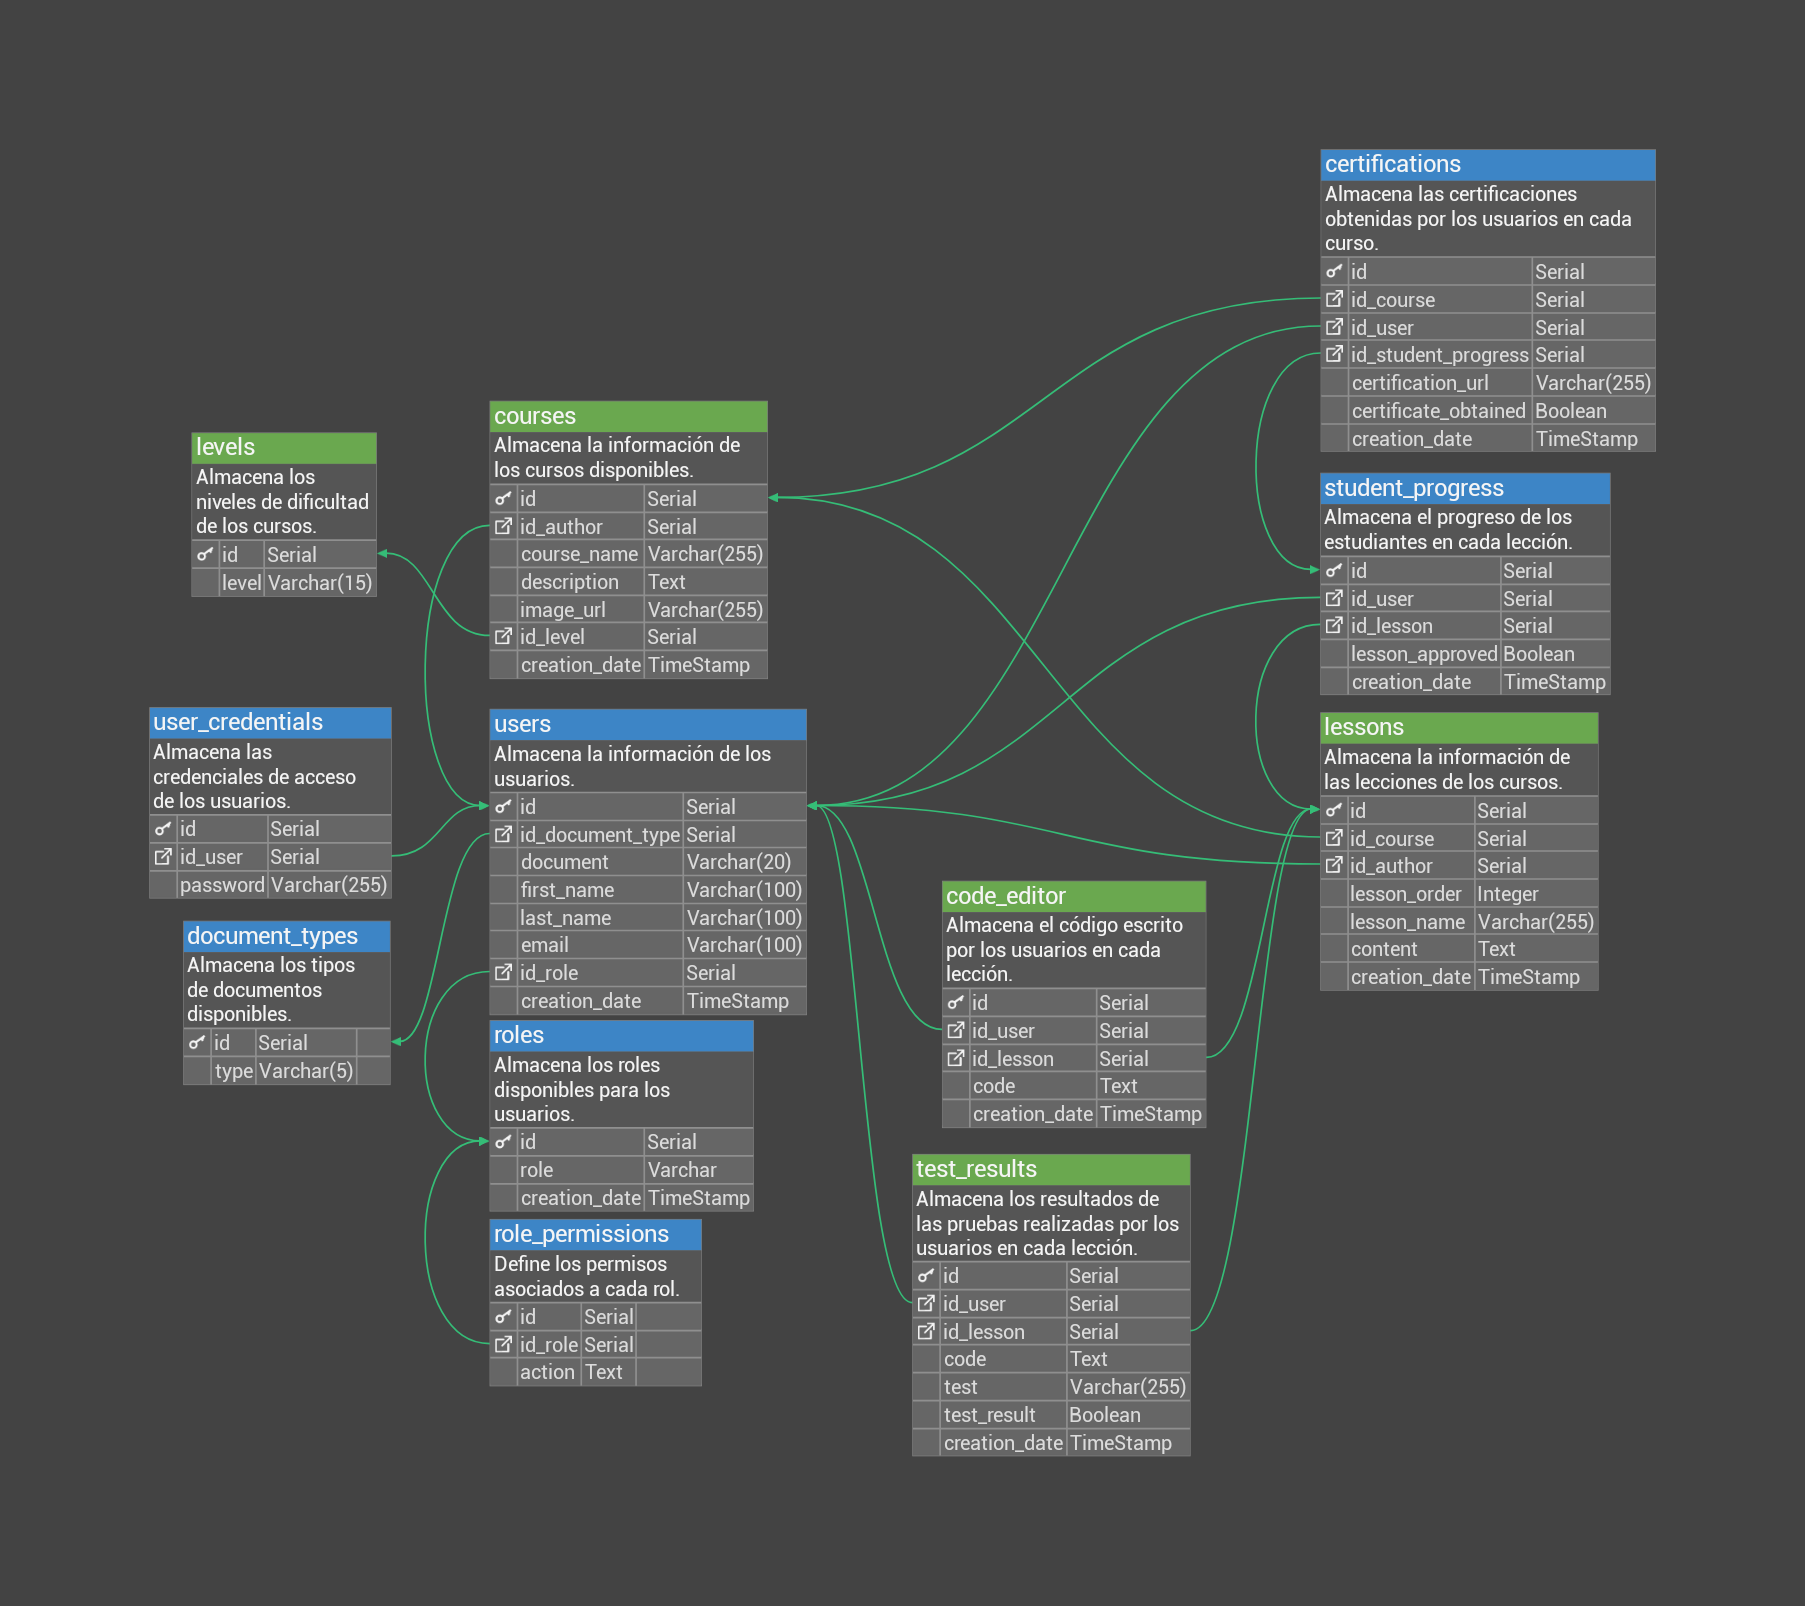 levels
Almacena los
niveles de dificultad
de los cursos.
id Serial
level Varchar(15)
user_credentials
Almacena las
credenciales de acceso
de los usuarios.
id Serial
id_user Serial
password Varchar(255)
document_types
Almacena los tipos
de documentos
disponibles.
id Serial
type Varchar(5)
courses
Almacena la información de
los cursos disponibles.
id Serial
id_author Serial
course_name Varchar(255)
description Text
image_url Varchar(255)
id_level Serial
creation_date TimeStamp
users
Almacena la información de los
usuarios.
id Serial
id_document_type Serial
document Varchar(20)
first_name Varchar(100)
last_name Varchar(100)
email Varchar(100)
id_role Serial
creation_date TimeStamp
roles
Almacena los roles
disponibles para los
usuarios.
id Serial
role Varchar
creation_date TimeStamp
role_permissions
Define los permisos
asociados a cada rol.
id Serial
id_role Serial
action Text
code_editor
Almacena el código escrito
por los usuarios en cada
lección.
id Serial
id_user Serial
id_lesson Serial
code Text
creation_date TimeStamp
test_results
Almacena los resultados de
las pruebas realizadas por los
usuarios en cada lección.
id Serial
id_user Serial
id_lesson Serial
code Text
test Varchar(255)
test_result Boolean
creation_date TimeStamp
certifications
Almacena las certificaciones
obtenidas por los usuarios en cada
curso.
id Serial
id_course Serial
id_user Serial
id_student_progress Serial
certification_url Varchar(255)
certificate_obtained Boolean
creation_date TimeStamp
student_progress
Almacena el progreso de los
estudiantes en cada lección.
id Serial
id_user Serial
id_lesson Serial
lesson_approved Boolean
creation_date TimeStamp
lessons
Almacena la información de
las lecciones de los cursos.
id Serial
id_course Serial
id_author Serial
lesson_order Integer
lesson_name Varchar(255)
content Text
creation_date TimeStamp